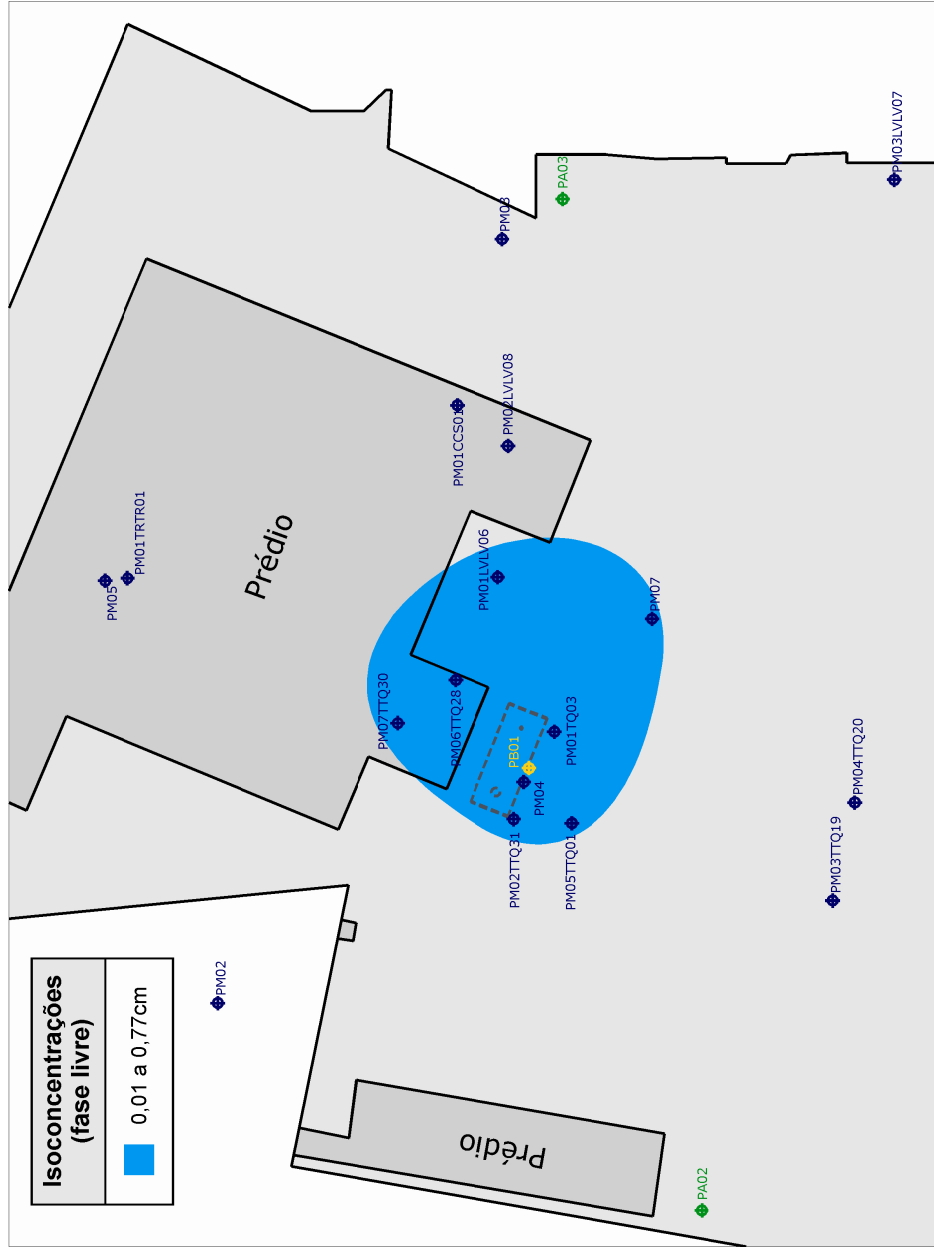 Isoconcentrações
(fase livre)
0,01 a 0,77cm
PM02
PA02
Prédio
PM05
PM01TRTR01
Prédio
PM07TTQ30
PM06TTQ28
PM01LVLV06
PM01CCS01
PM02LVLV08
PM03
PA03
PM03LVLV07
PB01
PM04
PM01TQ03
PM02TTQ31
PM05TTQ01
PM07
PM03TTQ19
PM04TTQ20